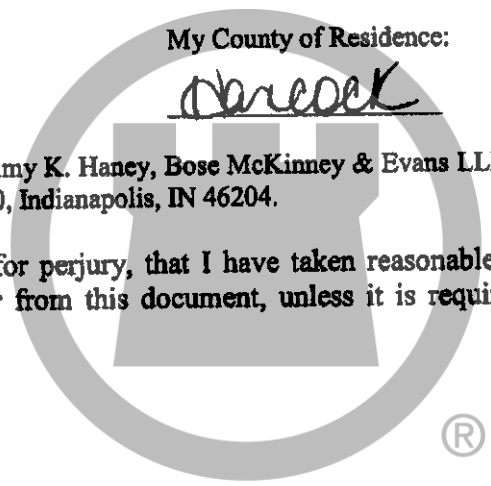 My County of Residence:
Hancock
my K. Haney, Bose McKinney & Evans LL
), Indianapolis, IN 46204.
for perjury, that I have taken reasonable
from this document, unless it is requi
®